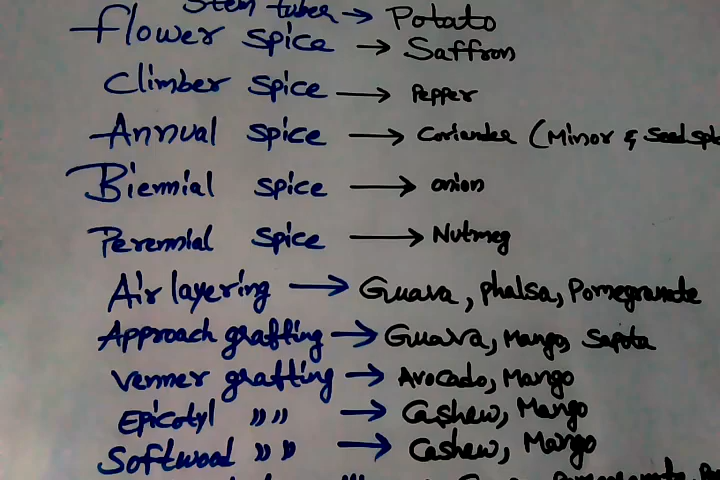 Stem tuber → Potato
Flower spice → Saffron
Climber spice → Pepper
Annual spice → Coriander (Minor & Seed spi
Biennial spice → onion
Perennial spice → Nutmeg
Air layering → Guava, phalsa, Pomegranate
Approach grafting → Guava, Mango, Sapota
Venner grafting → Avocado, Mango
Epicotyl " " → Cashew, Mango
Softwood " " → Cashew, Mango